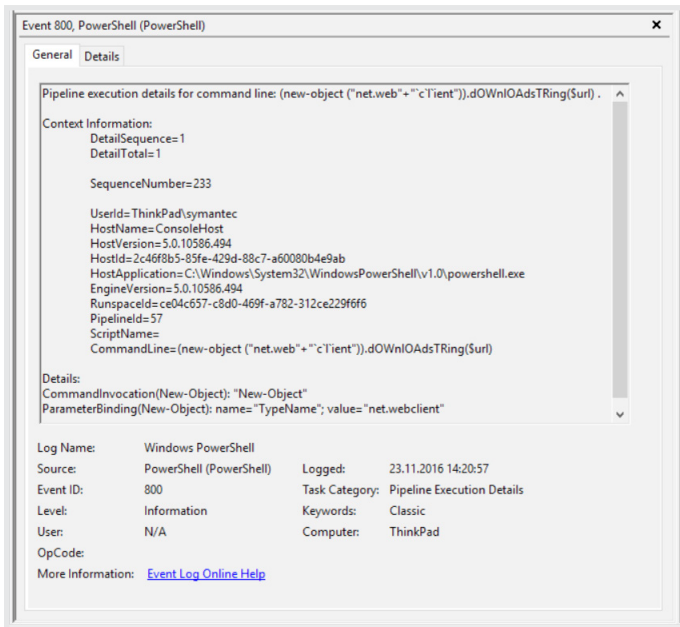 Event 800, PowerShell (PowerShell)
General Details
Pipeline execution details for command line: (new-object ("net.web"+"`c`l`ient")).dOWnlOAdsTRing($url) .
Context Information:
DetailSequence=1
DetailTotal=1
SequenceNumber=233
UserId=ThinkPad\symantec
HostName=ConsoleHost
HostVersion=5.0.10586.494
HostId=2c46f8b5-85fe-429d-88c7-a60080b4e9ab
HostApplication=C:\Windows\System32\WindowsPowerShell\v1.0\powershell.exe
EngineVersion=5.0.10586.494
RunspaceId=ce04c657-c8d0-469f-a782-312ce229f6f6
PipelineId=57
ScriptName=
CommandLine=(new-object ("net.web"+"`c`l`ient")).dOWnlOAdsTRing($url)
Details:
CommandInvocation(New-Object): "New-Object"
ParameterBinding(New-Object): name="TypeName"; value="net.webclient"
Log Name: Windows PowerShell
Source: PowerShell (PowerShell) Logged: 23.11.2016 14:20:57
Event ID: 800 Task Category: Pipeline Execution Details
Level: Information Keywords: Classic
User: N/A Computer: ThinkPad
OpCode:
More Information: Event Log Online Help